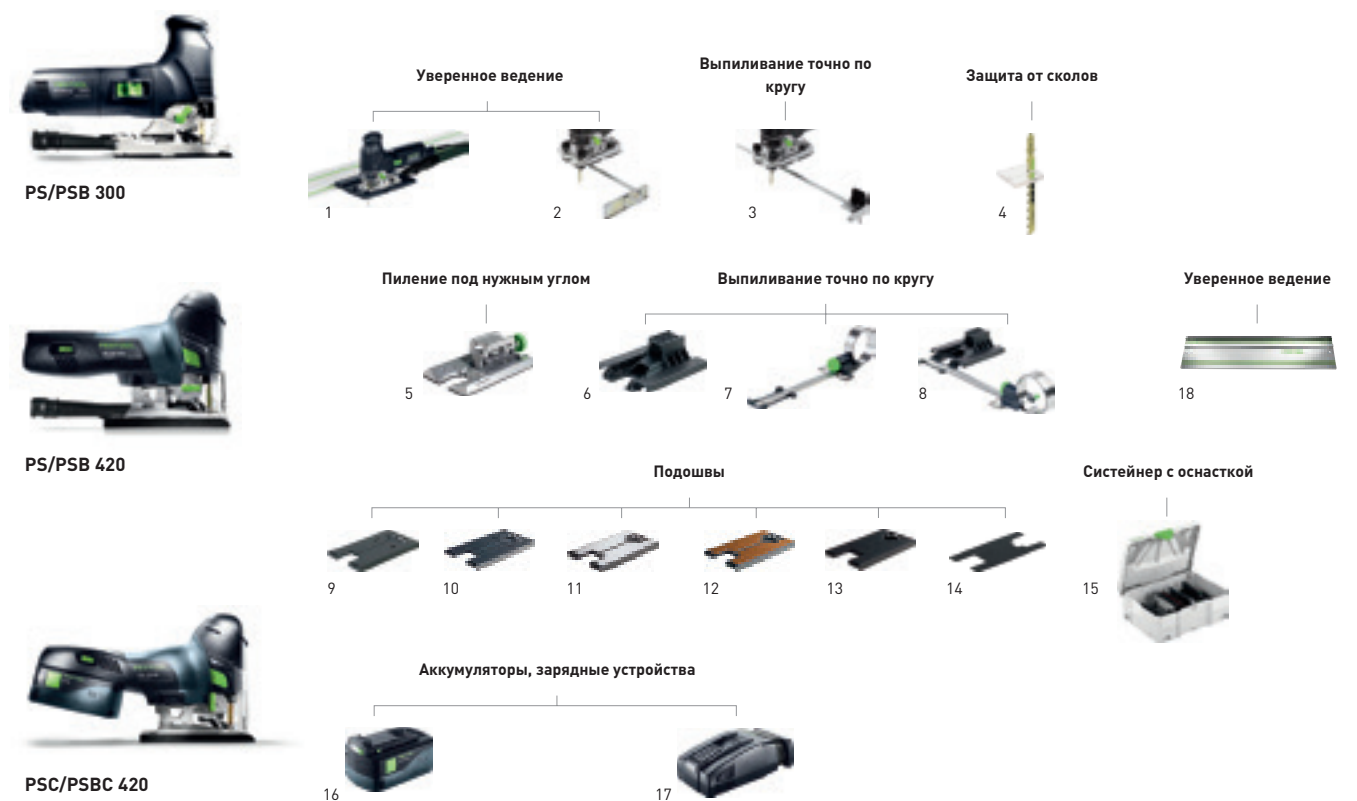 Уверенное ведение
Выпиливание точно по
кругу
Защита от сколов
PS/PSB 300
1
2
3
4
Пиление под нужным углом
Выпиливание точно по кругу
Уверенное ведение
5
6
7
8
18
PS/PSB 420
Подошвы
Систейнер с оснасткой
9
10
11
12
13
14
15
Аккумуляторы, зарядные устройства
PSC/PSBC 420
16
17